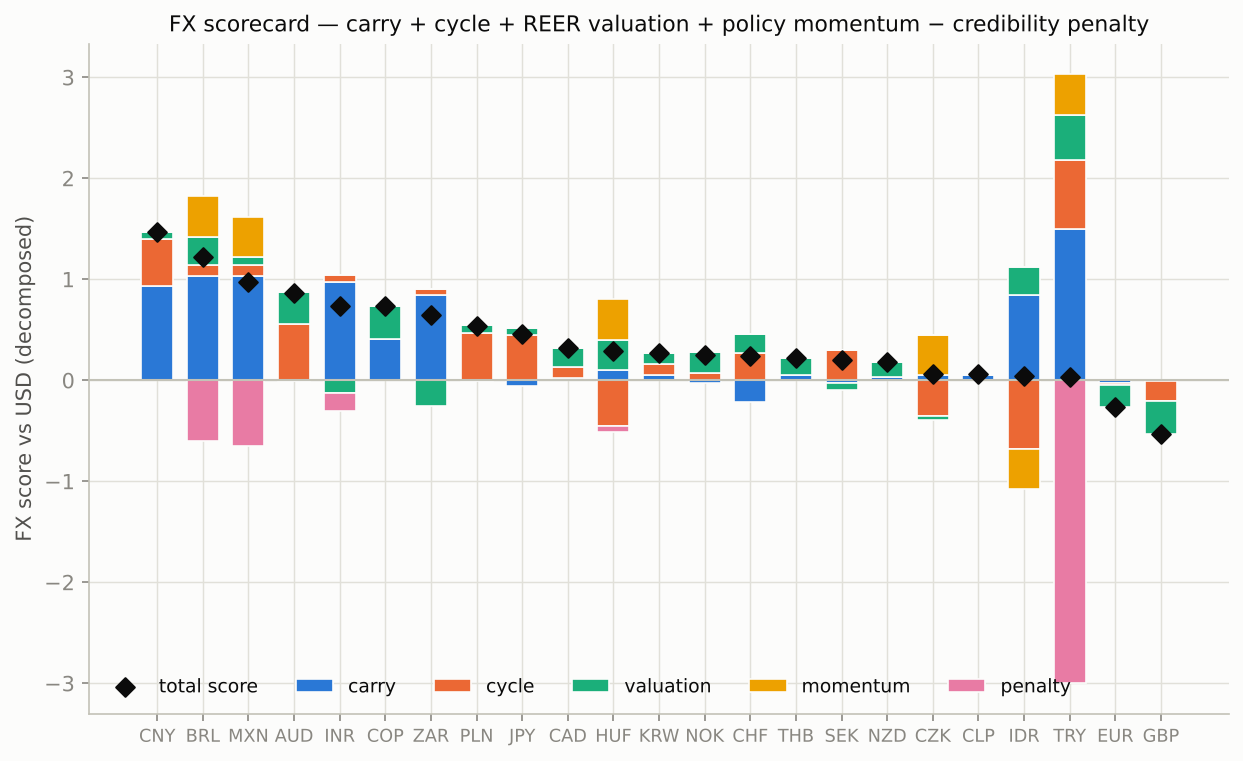 FX scorecard — carry + cycle + REER valuation + policy momentum − credibility penalty
FX score vs USD (decomposed)
3
2
1
0
−1
−2
−3
total score carry cycle valuation momentum penalty
CNY BRL MXN AUD INR COP ZAR PLN JPY CAD HUF KRW NOK CHF THB SEK NZD CZK CLP IDR TRY EUR GBP